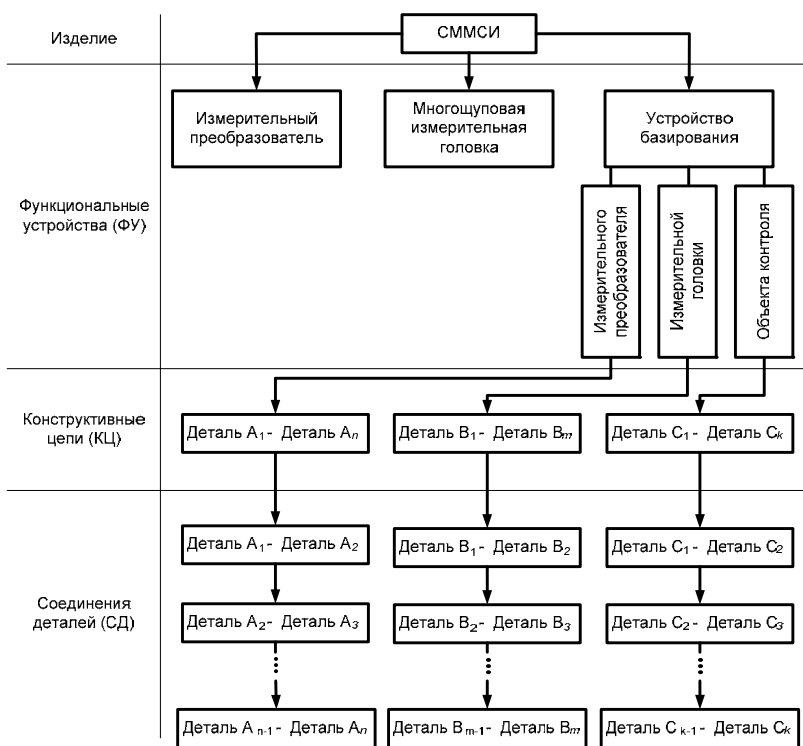 Изделие
СММСИ
Измерительный
преобразователь
Многощуповая
измерительная
головка
Устройство
базирования
Функциональные
устройства (ФУ)
Измерительного
преобразователя
Измерительной
головки
Объекта контроля
Конструктивные
цепи (КЦ)
Деталь A1 - Деталь An
Деталь B1 - Деталь Bm
Деталь C1 - Деталь Ck
Соединения
деталей (СД)
Деталь A1 - Деталь A2
Деталь B1 - Деталь B2
Деталь C1 - Деталь C2
Деталь A2 - Деталь A3
Деталь B2 - Деталь B3
Деталь C2 - Деталь C3
Деталь A n-1 - Деталь An
Деталь B m-1 - Деталь Bm
Деталь C k-1 - Деталь Ck